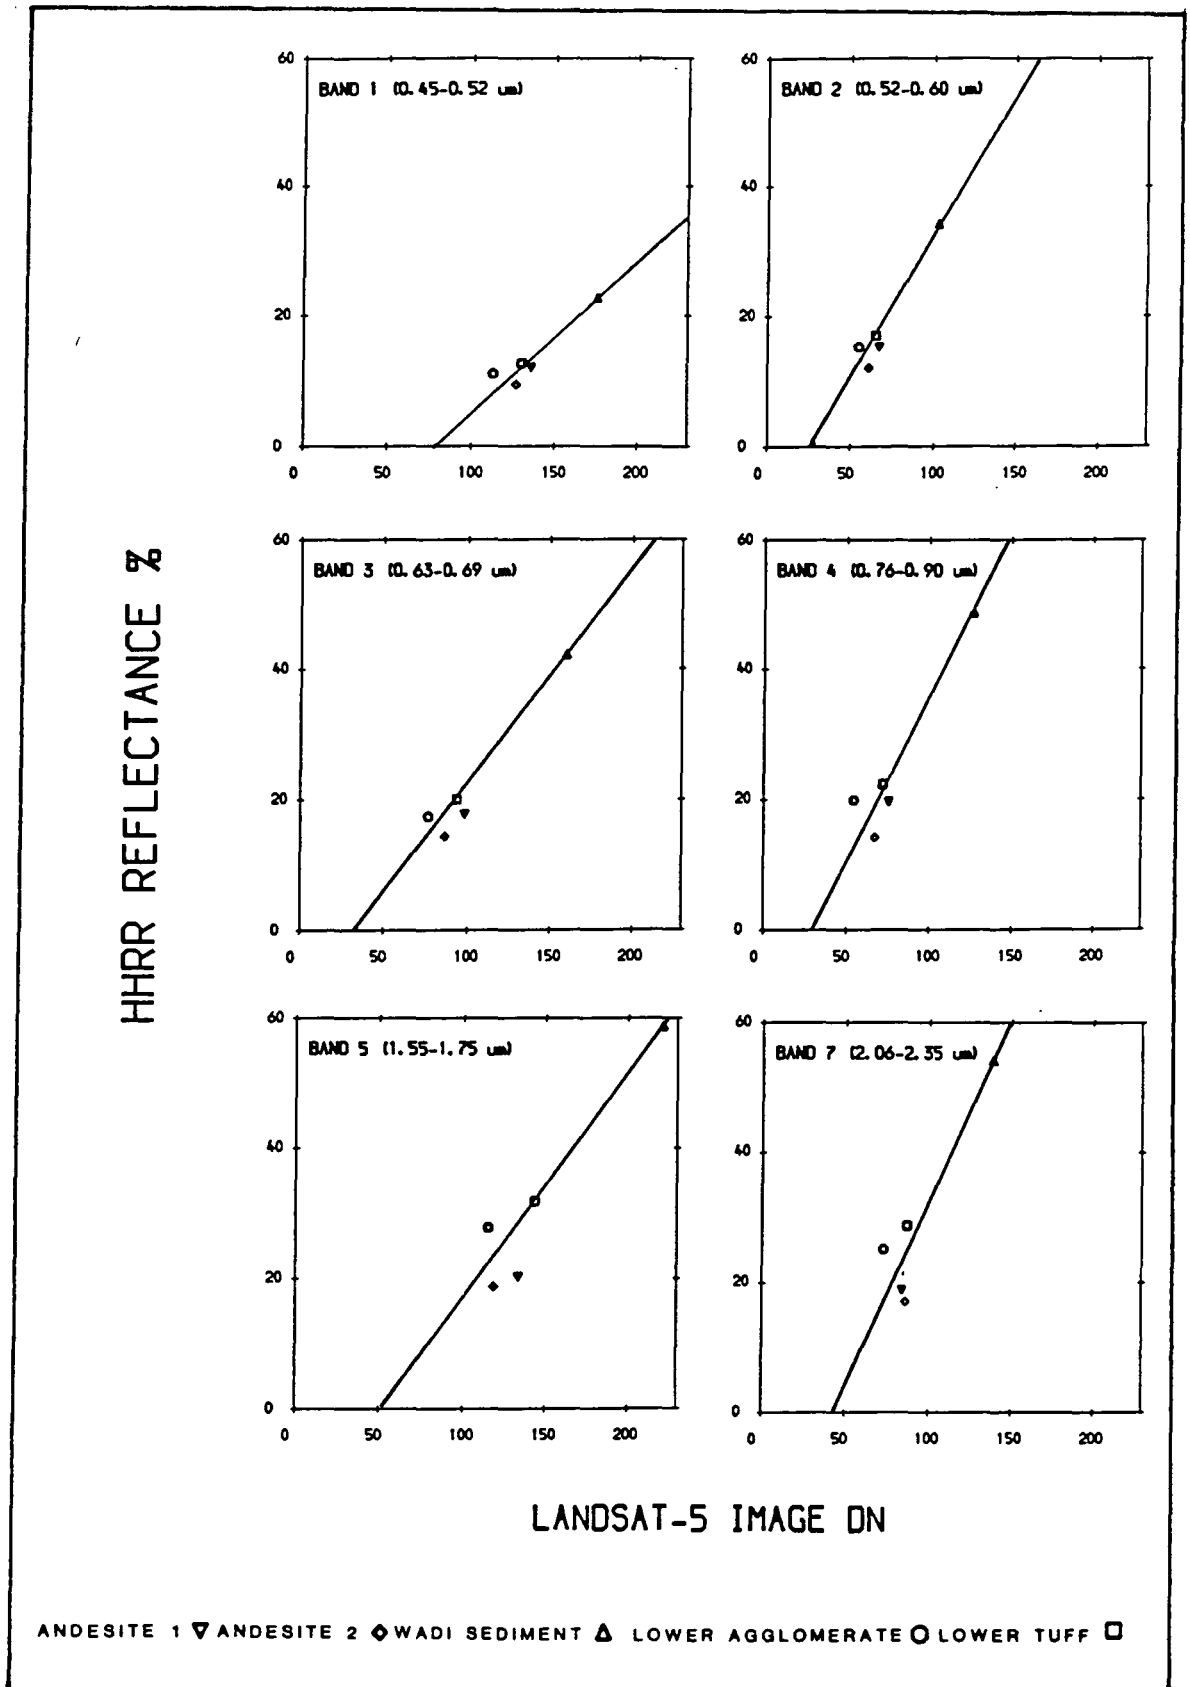 60
60
BAND 1 (0.45-0.52 um)
BAND 2 (0.52-0.60 um)
40
40
20
20
0
0
0 50 100 150 200
0 50 100 150 200
60
60
BAND 3 (0.63-0.69 um)
BAND 4 (0.76-0.90 um)
40
40
20
20
0
0
0 50 100 150 200
0 50 100 150 200
HHRR REFLECTANCE %
60
60
BAND 5 (1.55-1.75 um)
BAND 7 (2.06-2.35 um)
40
40
20
20
0
0
0 50 100 150 200
0 50 100 150 200
LANDSAT-5 IMAGE DN
ANDESITE 1 ▽ ANDESITE 2 ◇ WADI SEDIMENT △ LOWER AGGLOMERATE ○ LOWER TUFF □